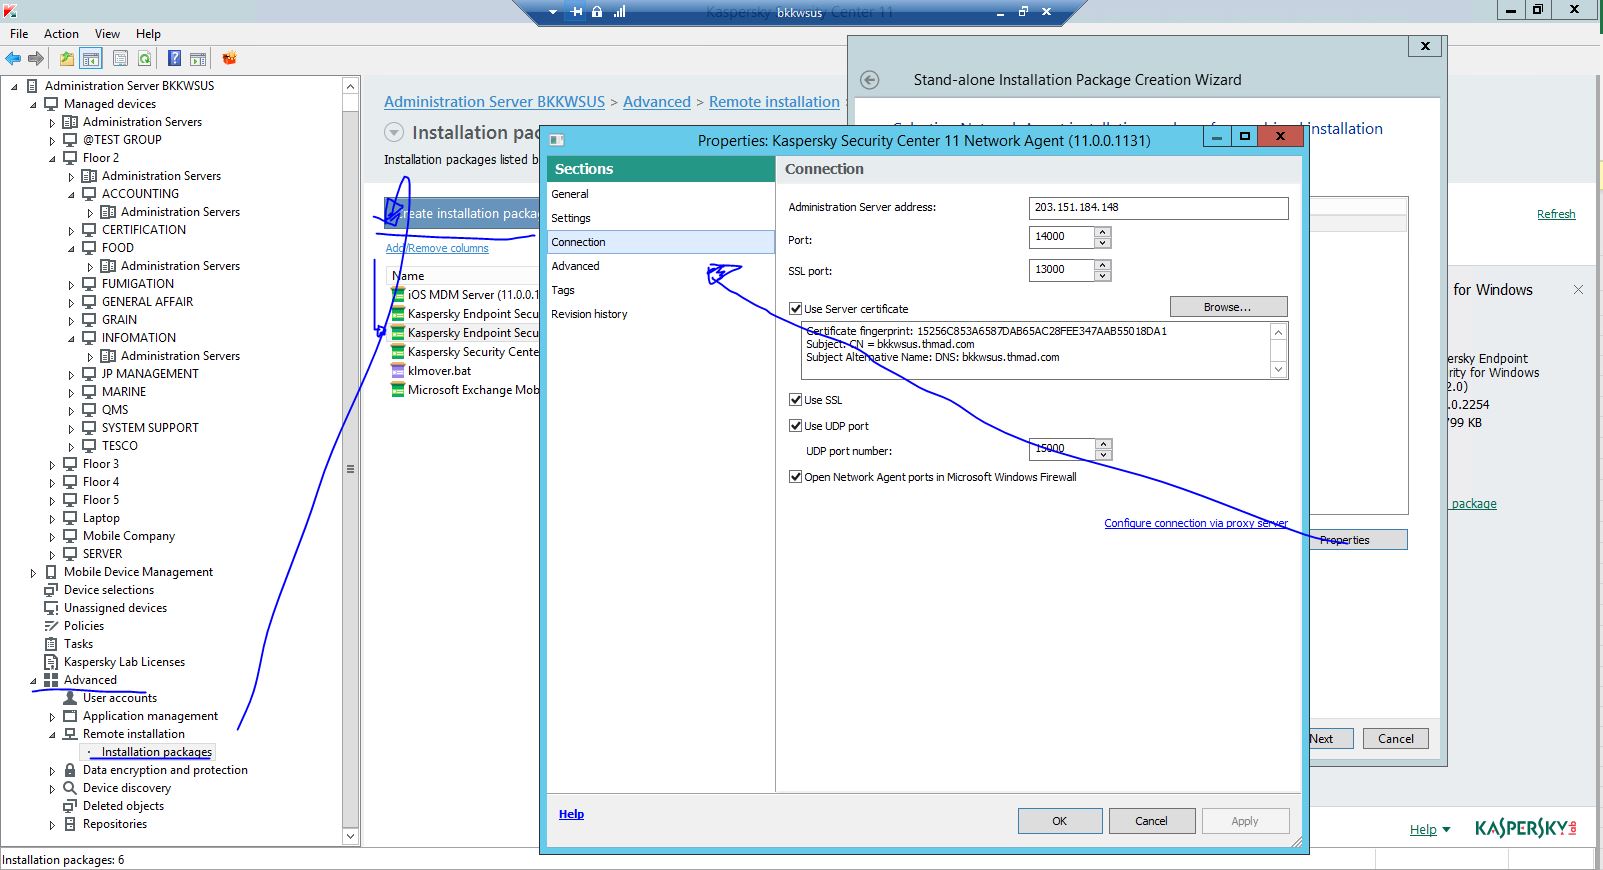 Kaspersky Security Center 11
bkkwsus
File Action View Help
Administration Server BKKWSUS
Managed devices
Administration Servers
@TEST GROUP
Floor 2
Administration Servers
ACCOUNTING
Administration Servers
CERTIFICATION
FOOD
Administration Servers
FUMIGATION
GENERAL AFFAIR
GRAIN
INFOMATION
Administration Servers
JP MANAGEMENT
MARINE
QMS
SYSTEM SUPPORT
TESCO
Floor 3
Floor 4
Floor 5
Laptop
Mobile Company
SERVER
Mobile Device Management
Device selections
Unassigned devices
Policies
Tasks
Kaspersky Lab Licenses
Advanced
User accounts
Application management
Remote installation
Installation packages
Data encryption and protection
Device discovery
Deleted objects
Repositories
Installation packages: 6
Administration Server BKKWSUS > Advanced > Remote installation
Installation pac
Installation packages listed b
reate installation packa
Add/Remove columns
Name
iOS MDM Server (11.0.0.1
Kaspersky Endpoint Secu
Kaspersky Endpoint Secu
Kaspersky Security Cente
klmover.bat
Microsoft Exchange Mob
Stand-alone Installation Package Creation Wizard
installation
Properties
Next
Cancel
Properties: Kaspersky Security Center 11 Network Agent (11.0.0.1131)
Sections
General
Settings
Connection
Advanced
Tags
Revision history
Connection
Administration Server address: 203.151.184.148
Port: 14000
SSL port: 13000
Use Server certificate
Browse...
Certificate fingerprint: 15256C853A6587DAB65AC28FEE347AAB55018DA1
Subject: CN = bkkwsus.thmad.com
Subject Alternative Name: DNS: bkkwsus.thmad.com
Use SSL
Use UDP port
UDP port number: 15000
Open Network Agent ports in Microsoft Windows Firewall
Configure connection via proxy server
Help
OK
Cancel
Apply
Refresh
for Windows
ersky Endpoint
rity for Windows
2.0)
.0.2254
799 KB
package
Help
KASPERSKY lab